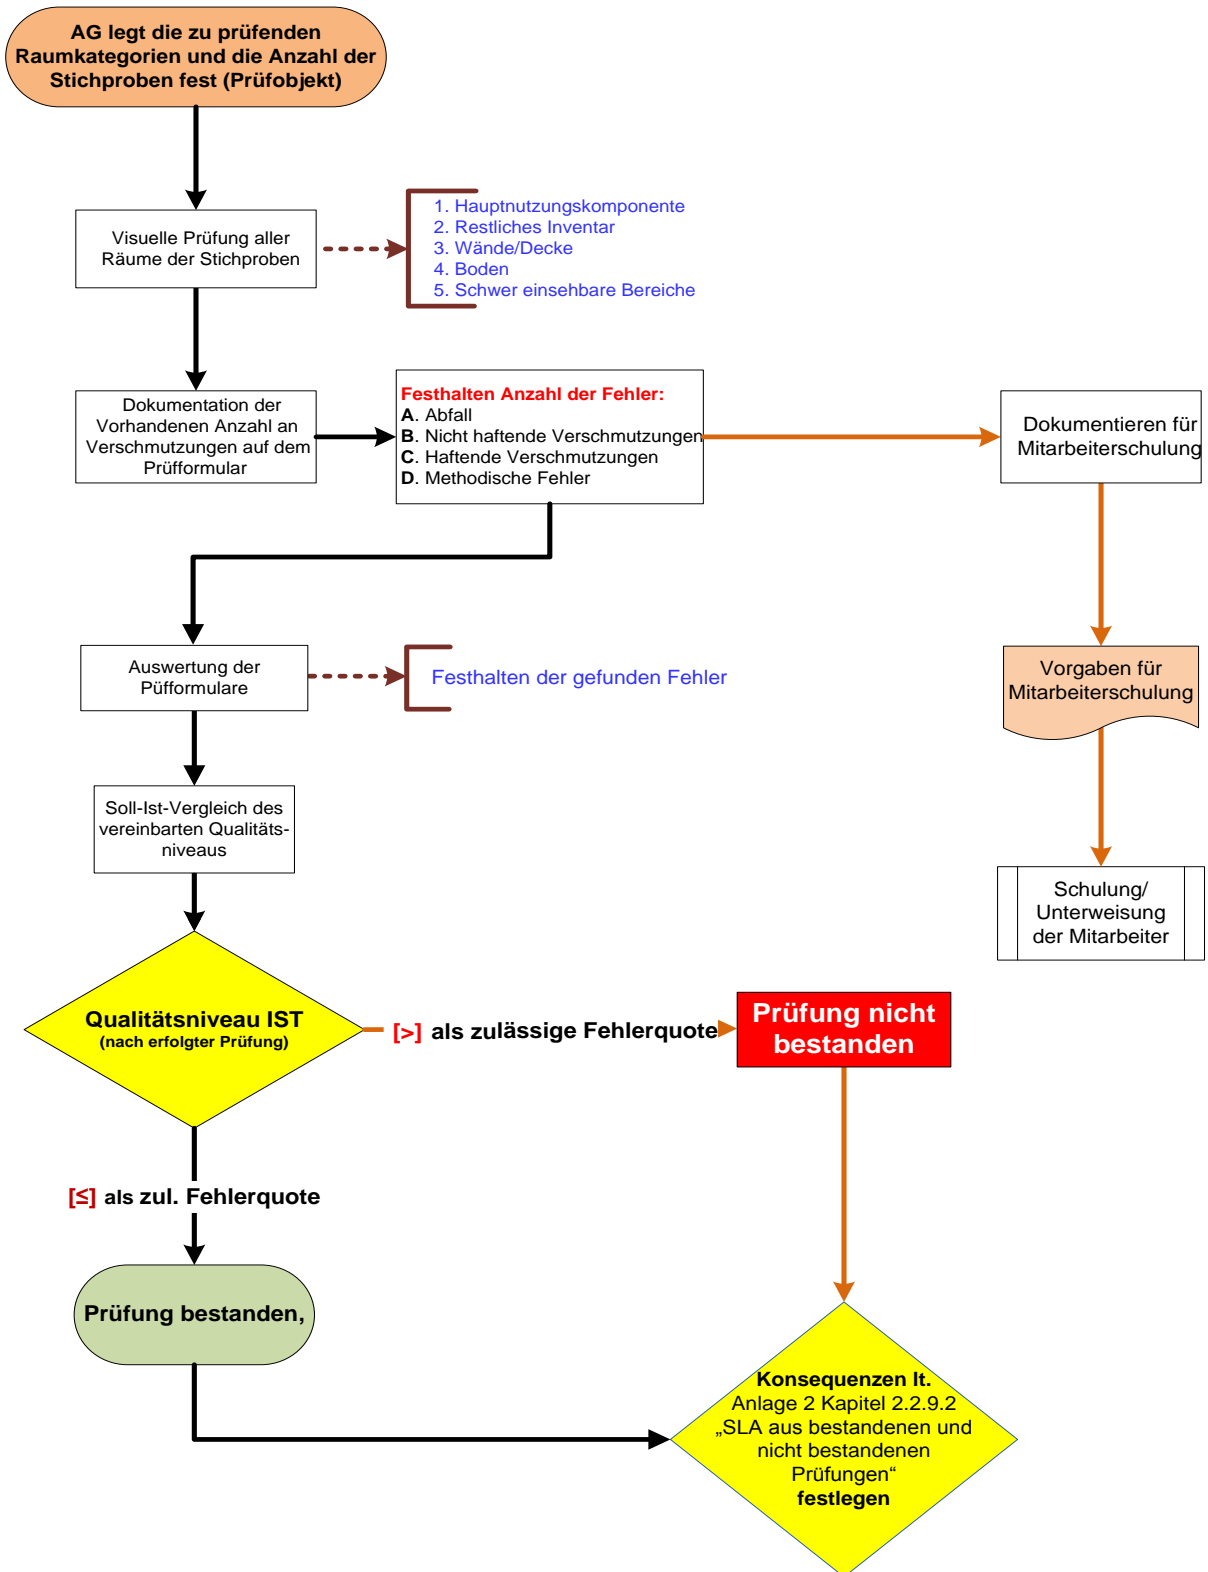 AG legt die zu prüfenden
Raumkategorien und die Anzahl der
Stichproben fest (Prüfobjekt)
Visuelle Prüfung aller
Räume der Stichproben
1. Hauptnutzungskomponente
2. Restliches Inventar
3. Wände/Decke
4. Boden
5. Schwer einsehbare Bereiche
Dokumentation der
Vorhandenen Anzahl an
Verschmutzungen auf dem
Prüfformular
Festhalten Anzahl der Fehler:
A. Abfall
B. Nicht haftende Verschmutzungen
C. Haftende Verschmutzungen
D. Methodische Fehler
Dokumentieren für
Mitarbeiterschulung
Auswertung der
Püfformulare
Festhalten der gefunden Fehler
Vorgaben für
Mitarbeiterschulung
Soll-Ist-Vergleich des
vereinbarten Qualitäts-
niveaus
Schulung/
Unterweisung
der Mitarbeiter
Qualitätsniveau IST
(nach erfolgter Prüfung)
[>] als zulässige Fehlerquote
Prüfung nicht
bestanden
[≤] als zul. Fehlerquote
Prüfung bestanden,
Konsequenzen lt.
Anlage 2 Kapitel 2.2.9.2
„SLA aus bestandenen und
nicht bestandenen
Prüfungen“
festlegen